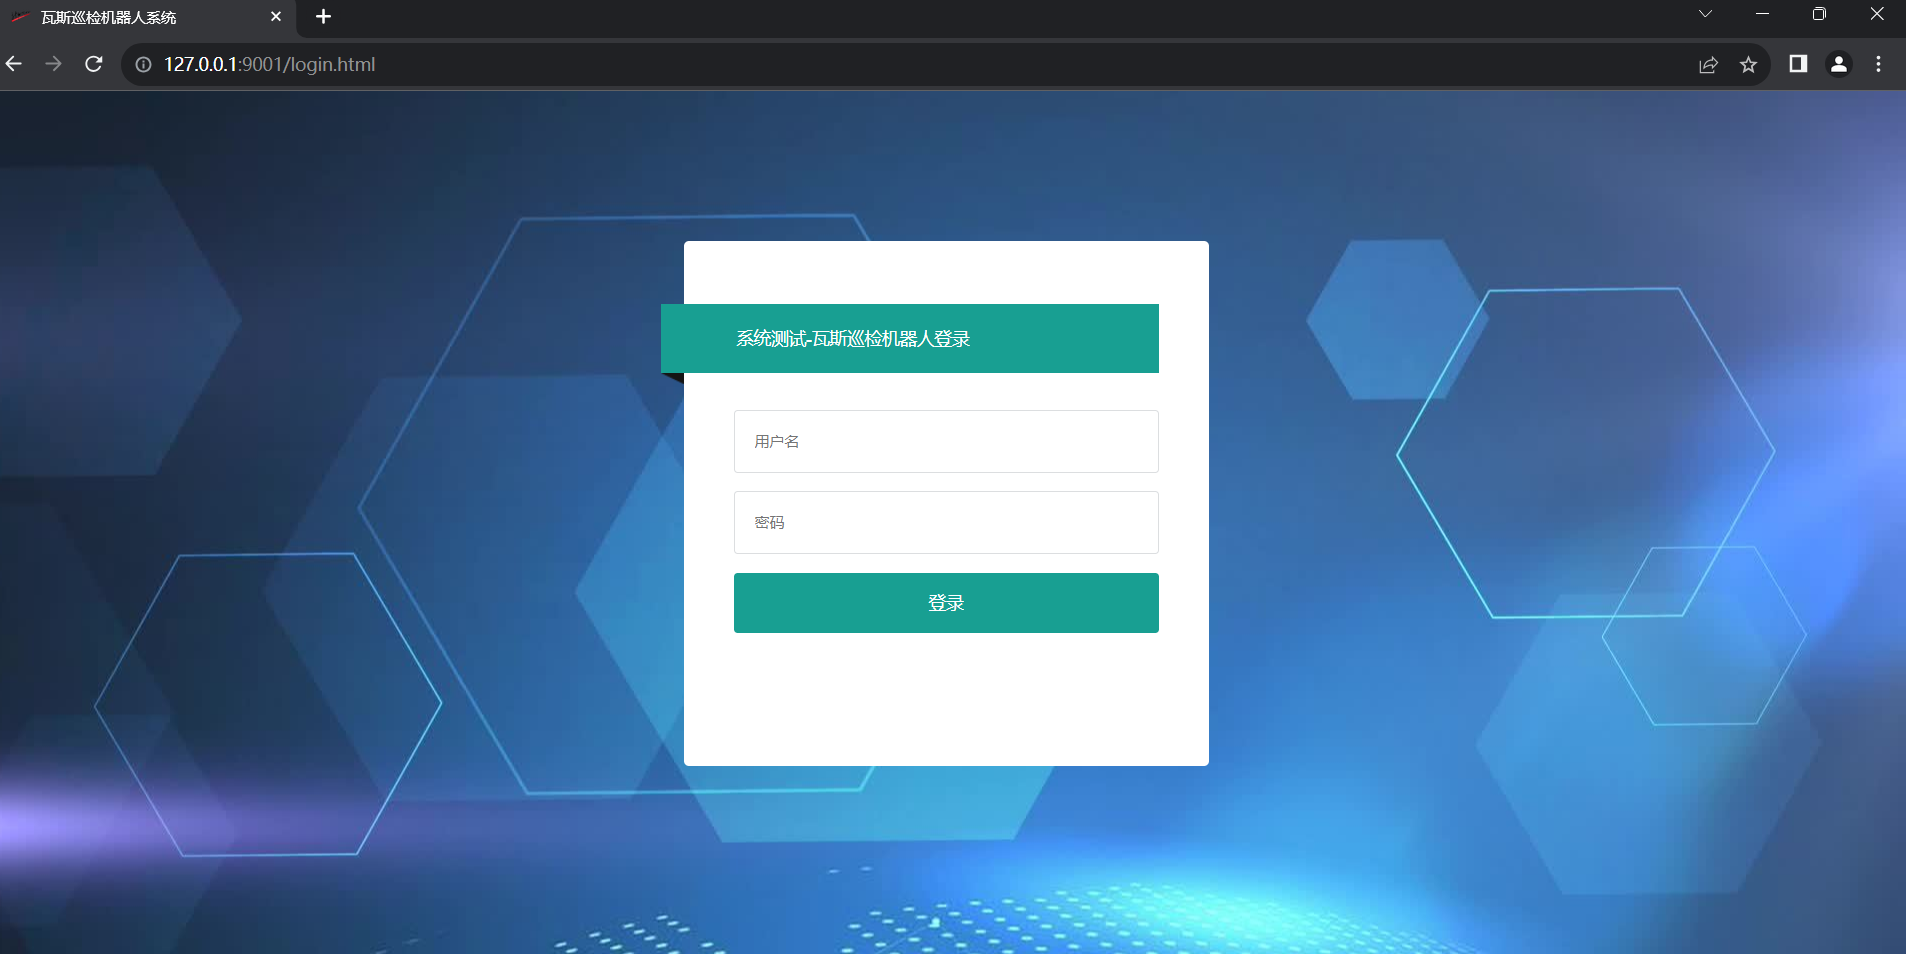 瓦斯巡检机器人系统
127.0.0.1:9001/login.html
系统测试-瓦斯巡检机器人登录
用户名
密码
登录